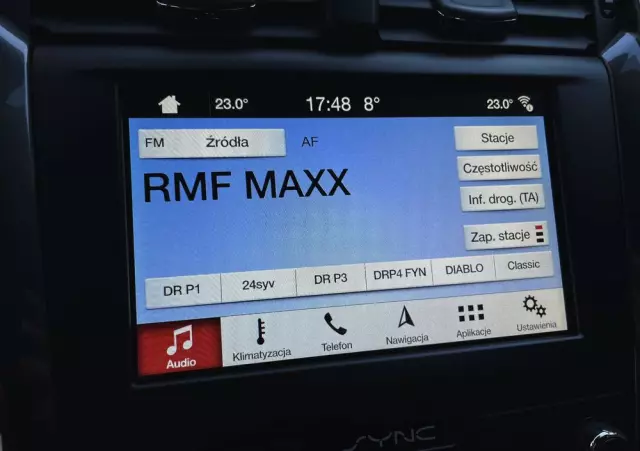 23.0° 17:48 8° 23.0°
FM Źródła AF Stacje
RMF MAXX
Częstotliwość
Inf. drog. (TA)
Zap. stacje
DR P1 24syv DR P3 DRP4 FYN DIABLO Classic
Audio Klimatyzacja Telefon Nawigacja Aplikacje Ustawienia
SYNC